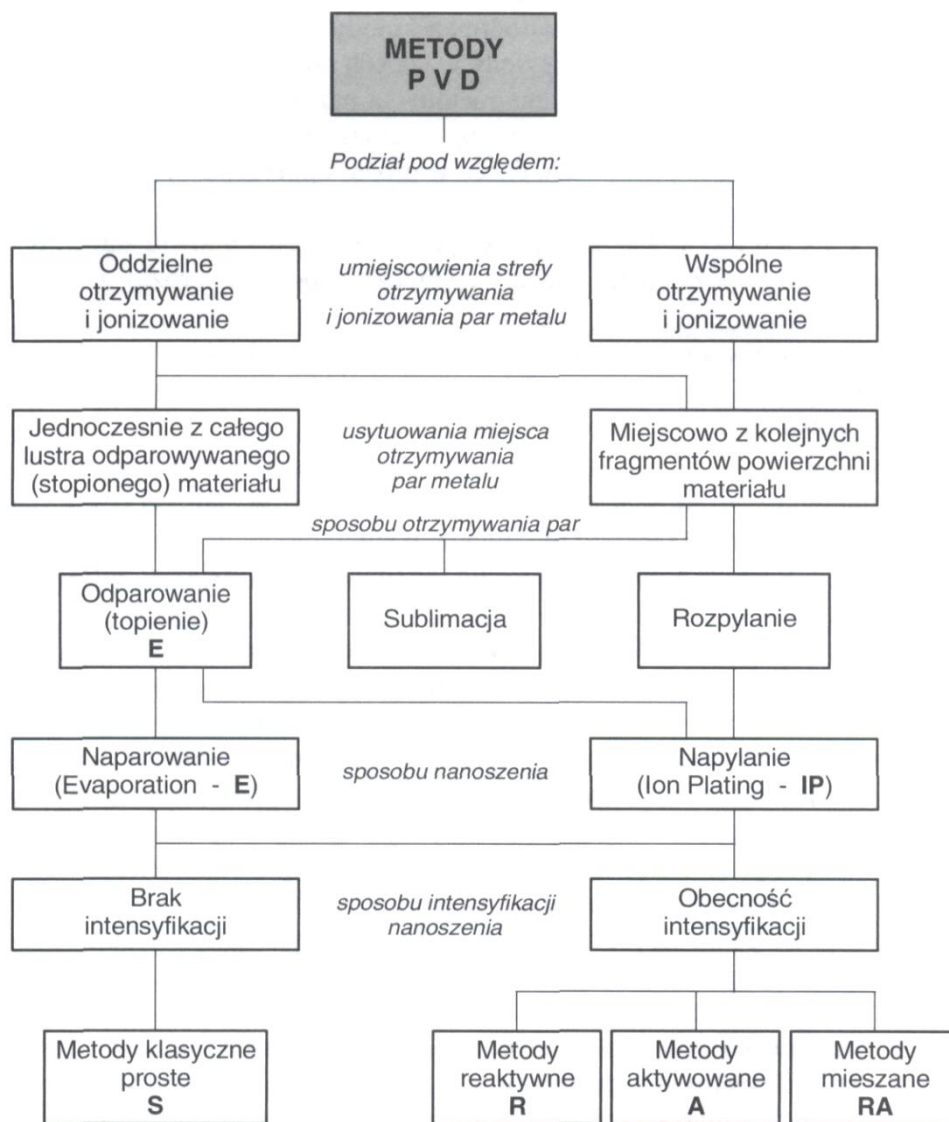 METODY
P V D
Podział pod względem:
Oddzielne
otrzymywanie
i jonizowanie
umiejscowienia strefy
otrzymywania
i jonizowania par metalu
Wspólne
otrzymywanie
i jonizowanie
Jednoczesnie z całego
lustra odparowywanego
(stopionego) materiału
usytuowania miejsca
otrzymywania
par metalu
Miejscowo z kolejnych
fragmentów powierzchni
materiału
sposobu otrzymywania par
Odparowanie
(topienie)
E
Sublimacja
Rozpylanie
Naparowanie
(Evaporation - E)
sposobu nanoszenia
Napylanie
(Ion Plating - IP)
Brak
intensyfikacji
sposobu intensyfikacji
nanoszenia
Obecność
intensyfikacji
Metody klasyczne
proste
S
Metody
reaktywne
R
Metody
aktywowane
A
Metody
mieszane
RA